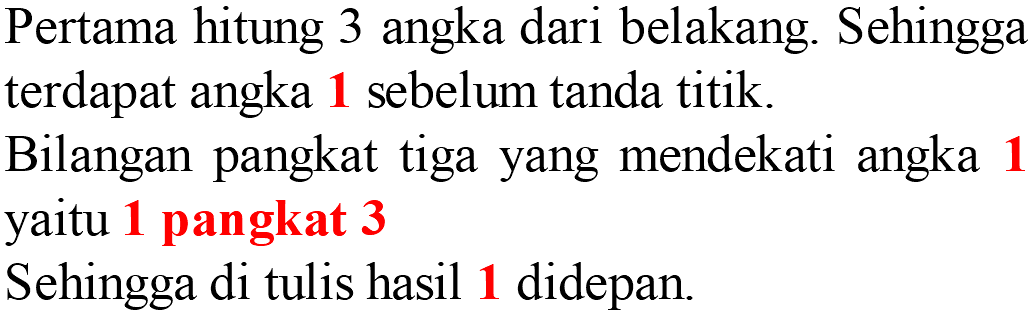 Pertama hitung 3 angka dari belakang. Sehingga
terdapat angka 1 sebelum tanda titik.
Bilangan pangkat tiga yang mendekati angka 1
yaitu 1 pangkat 3
Sehingga di tulis hasil 1 didepan.